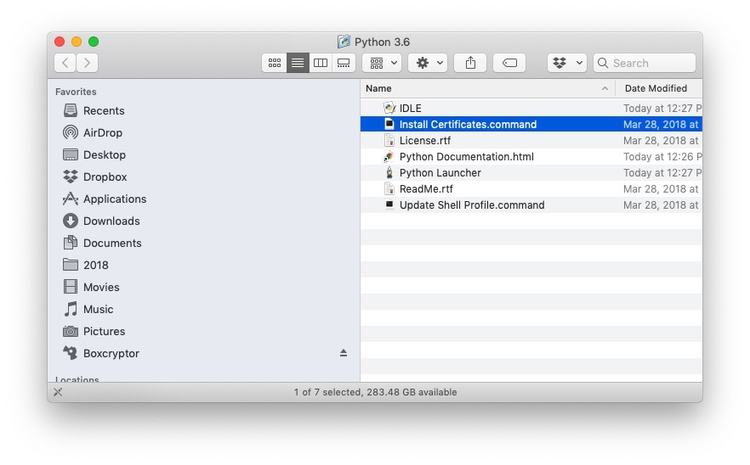 Python 3.6
Search
Favorites
Recents
AirDrop
Desktop
Dropbox
Applications
Downloads
Documents
2018
Movies
Music
Pictures
Boxcryptor
Locations
Name Date Modified
IDLE Today at 12:27 P
Install Certificates.command Mar 28, 2018 at
License.rtf Mar 28, 2018 at
Python Documentation.html Today at 12:26 P
Python Launcher Today at 12:27 P
ReadMe.rtf Mar 28, 2018 at
Update Shell Profile.command Mar 28, 2018 at
1 of 7 selected, 283.48 GB available